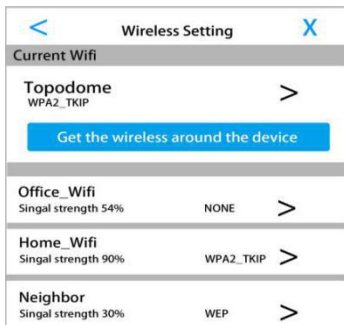 < Wireless Setting X
Current Wifi
Topodome >
WPA2_TKIP
Get the wireless around the device
Office_Wifi
Singal strength 54% NONE >
Home_Wifi
Singal strength 90% WPA2_TKIP >
Neighbor
Singal strength 30% WEP >